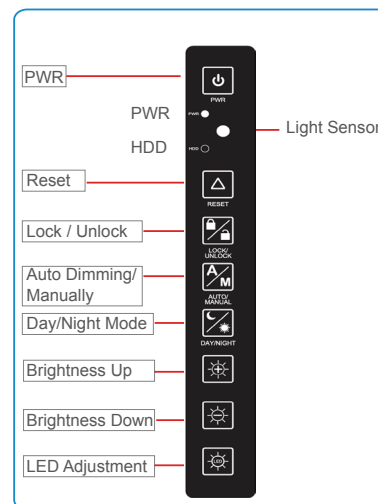 PWR
PWR
PWR
PWR
Light Sensor
HDD
HDD
Reset
RESET
Lock / Unlock
LOCK/
UNLOCK
Auto Dimming/
Manually
A/M
AUTO/
MANUAL
Day/Night Mode
DAY/NIGHT
Brightness Up
Brightness Down
LED Adjustment
LED